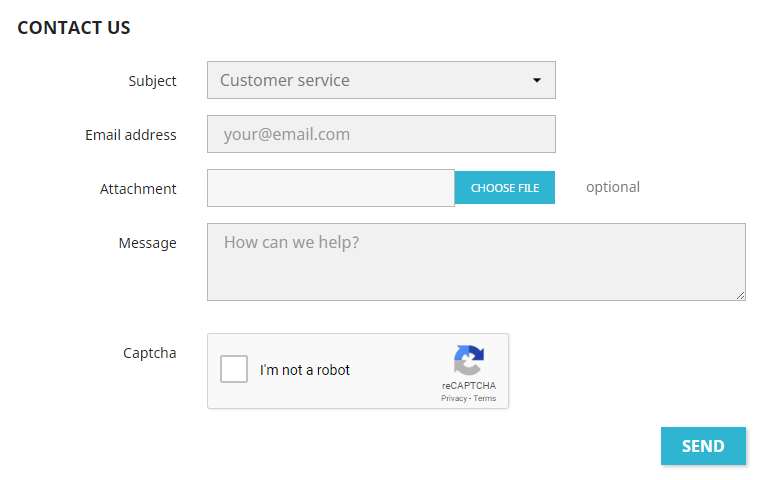 CONTACT US
Subject Customer service
Email address your@email.com
Attachment CHOOSE FILE optional
Message How can we help?
Captcha I'm not a robot
reCAPTCHA
Privacy - Terms
SEND